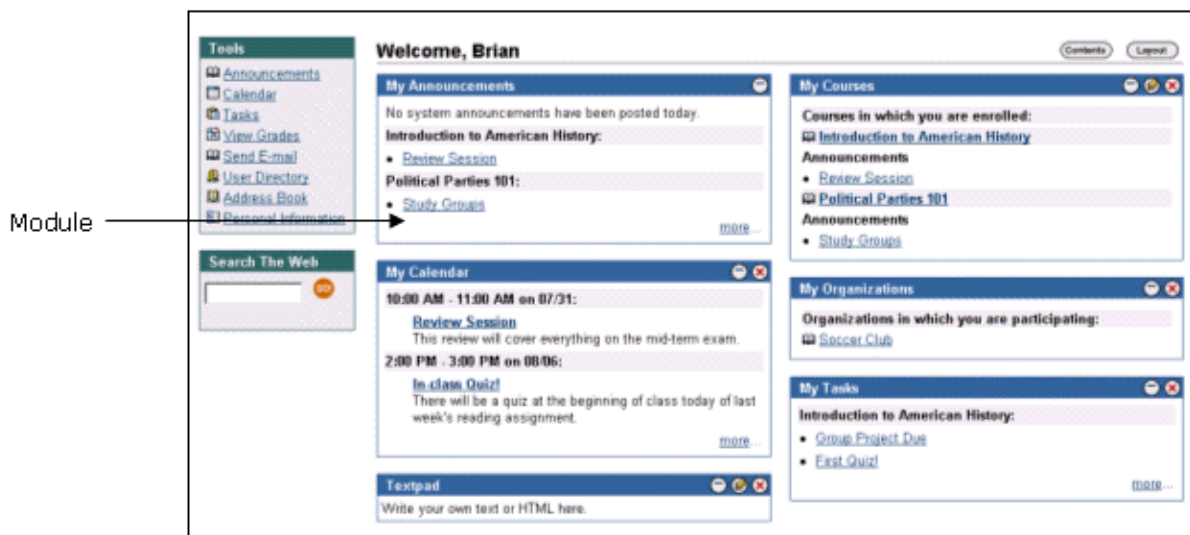 Module
Tools
Announcements
Calendar
Tasks
View Grades
Send E-mail
User Directory
Address Book
Personal Information
Search The Web
GO!
Welcome, Brian
Contents
Layout
My Announcements
No system announcements have been posted today.
Introduction to American History:
• Review Session
Political Parties 101:
• Study Groups
more...
My Calendar
10:00 AM - 11:00 AM on 07/31:
Review Session
This review will cover everything on the mid-term exam.
2:00 PM - 3:00 PM on 08/06:
In-class Quiz!
There will be a quiz at the beginning of class today of last
week's reading assignment.
more...
Textpad
Write your own text or HTML here.
My Courses
Courses in which you are enrolled:
Introduction to American History
Announcements
• Review Session
Political Parties 101
Announcements
• Study Groups
My Organizations
Organizations in which you are participating:
Soccer Club
My Tasks
Introduction to American History:
• Group Project Due
• First Quiz!
more...